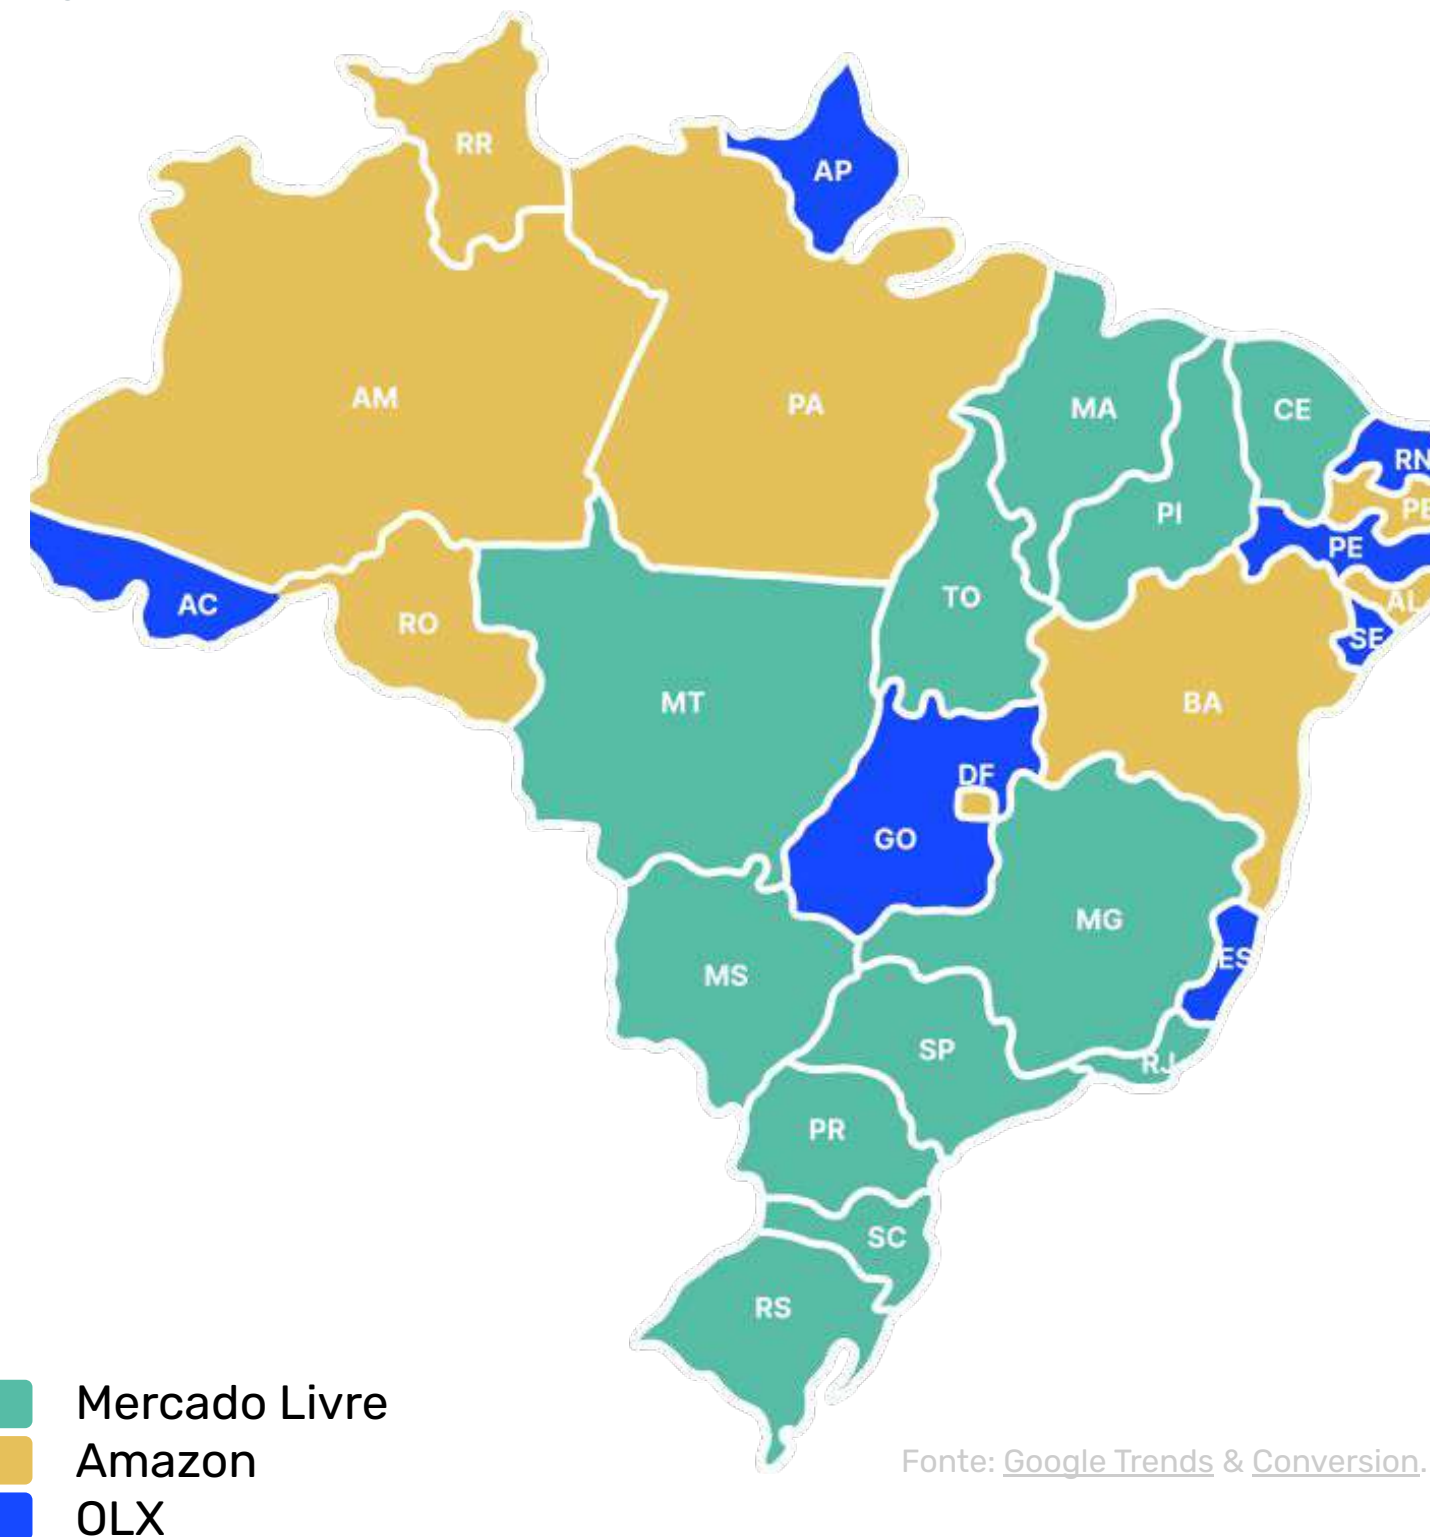 RR
AP
AM
PA
MA
CE
RN
PB
PI
PE
AC
TO
AL
RO
SE
MT
BA
DF
GO
MG
ES
MS
SP
RJ
PR
SC
RS
Mercado Livre
Amazon
OLX
Fonte: Google Trends & Conversion.